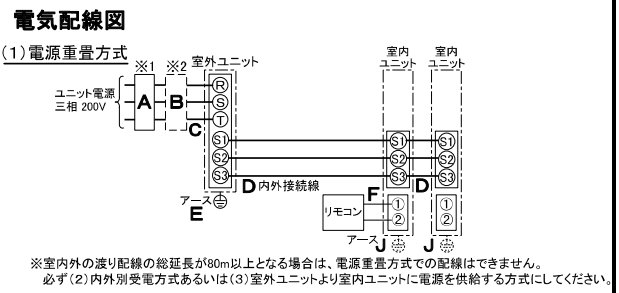 電気配線図
(1)電源重畳方式
※1 ※2 室外ユニット 室内ユニット 室内ユニット
ユニット電源
三相 200V
A B C
R
S
T
S1 S1 S1
S2 S2 S2
S3 S3 S3
D 内外接続線 D
アース
E
F
リモコン ① ①
② ②
アース J J
※室内外の渡り配線の総延長が80m以上となる場合は、電源重畳方式での配線はできません。
必ず(2)内外別受電方式あるいは(3)室外ユニットより室内ユニットに電源を供給する方式にしてください。